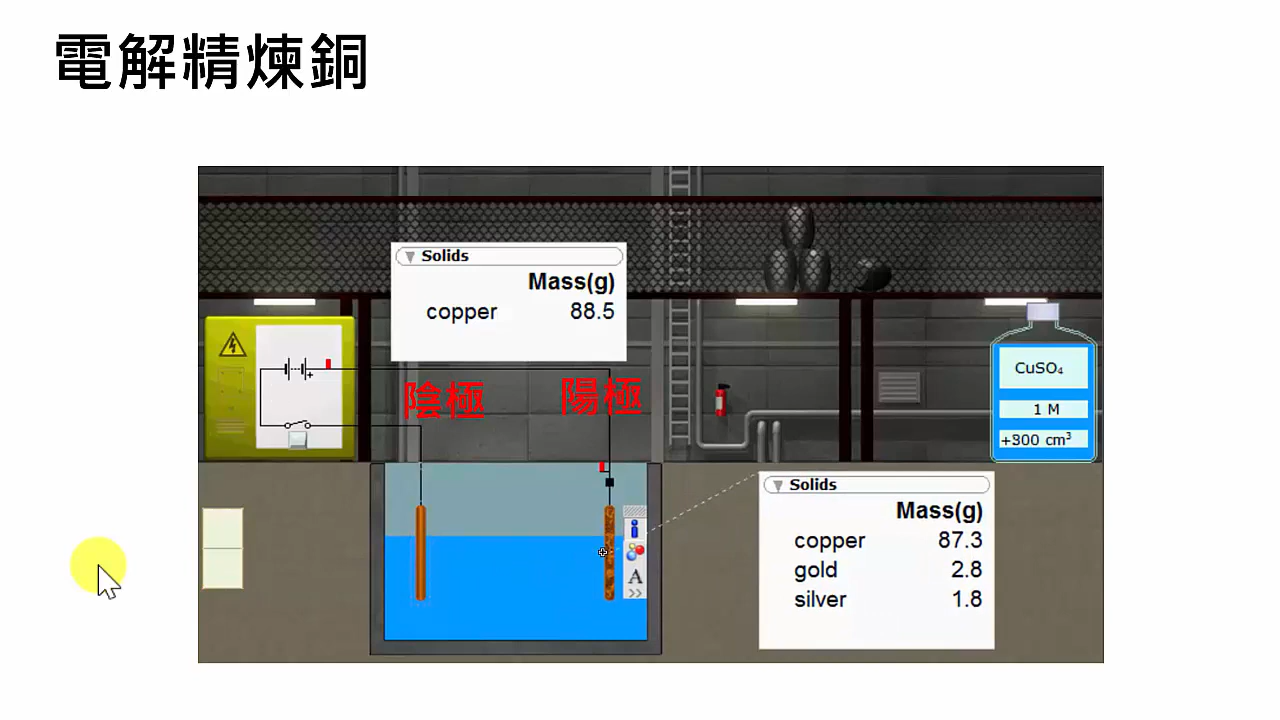 電解精煉銅
Solids
Mass(g)
copper 88.5
陰極
陽極
CuSO₄
1 M
+300 cm³
A
Solids
Mass(g)
copper 87.3
gold 2.8
silver 1.8